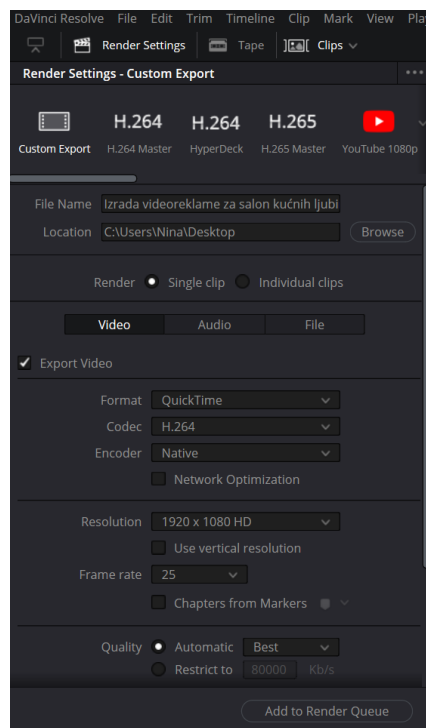 DaVinci Resolve File Edit Trim Timeline Clip Mark View Pla
Render Settings Tape Clips
Render Settings - Custom Export
H.264 H.264 H.265
Custom Export H.264 Master HyperDeck H.265 Master YouTube 1080p
File Name Izrada videoreklame za salon kućnih ljubi
Location C:\Users\Nina\Desktop Browse
Render Single clip Individual clips
Video Audio File
Export Video
Format QuickTime
Codec H.264
Encoder Native
Network Optimization
Resolution 1920 x 1080 HD
Use vertical resolution
Frame rate 25
Chapters from Markers
Quality Automatic Best
Restrict to 80000 Kb/s
Add to Render Queue